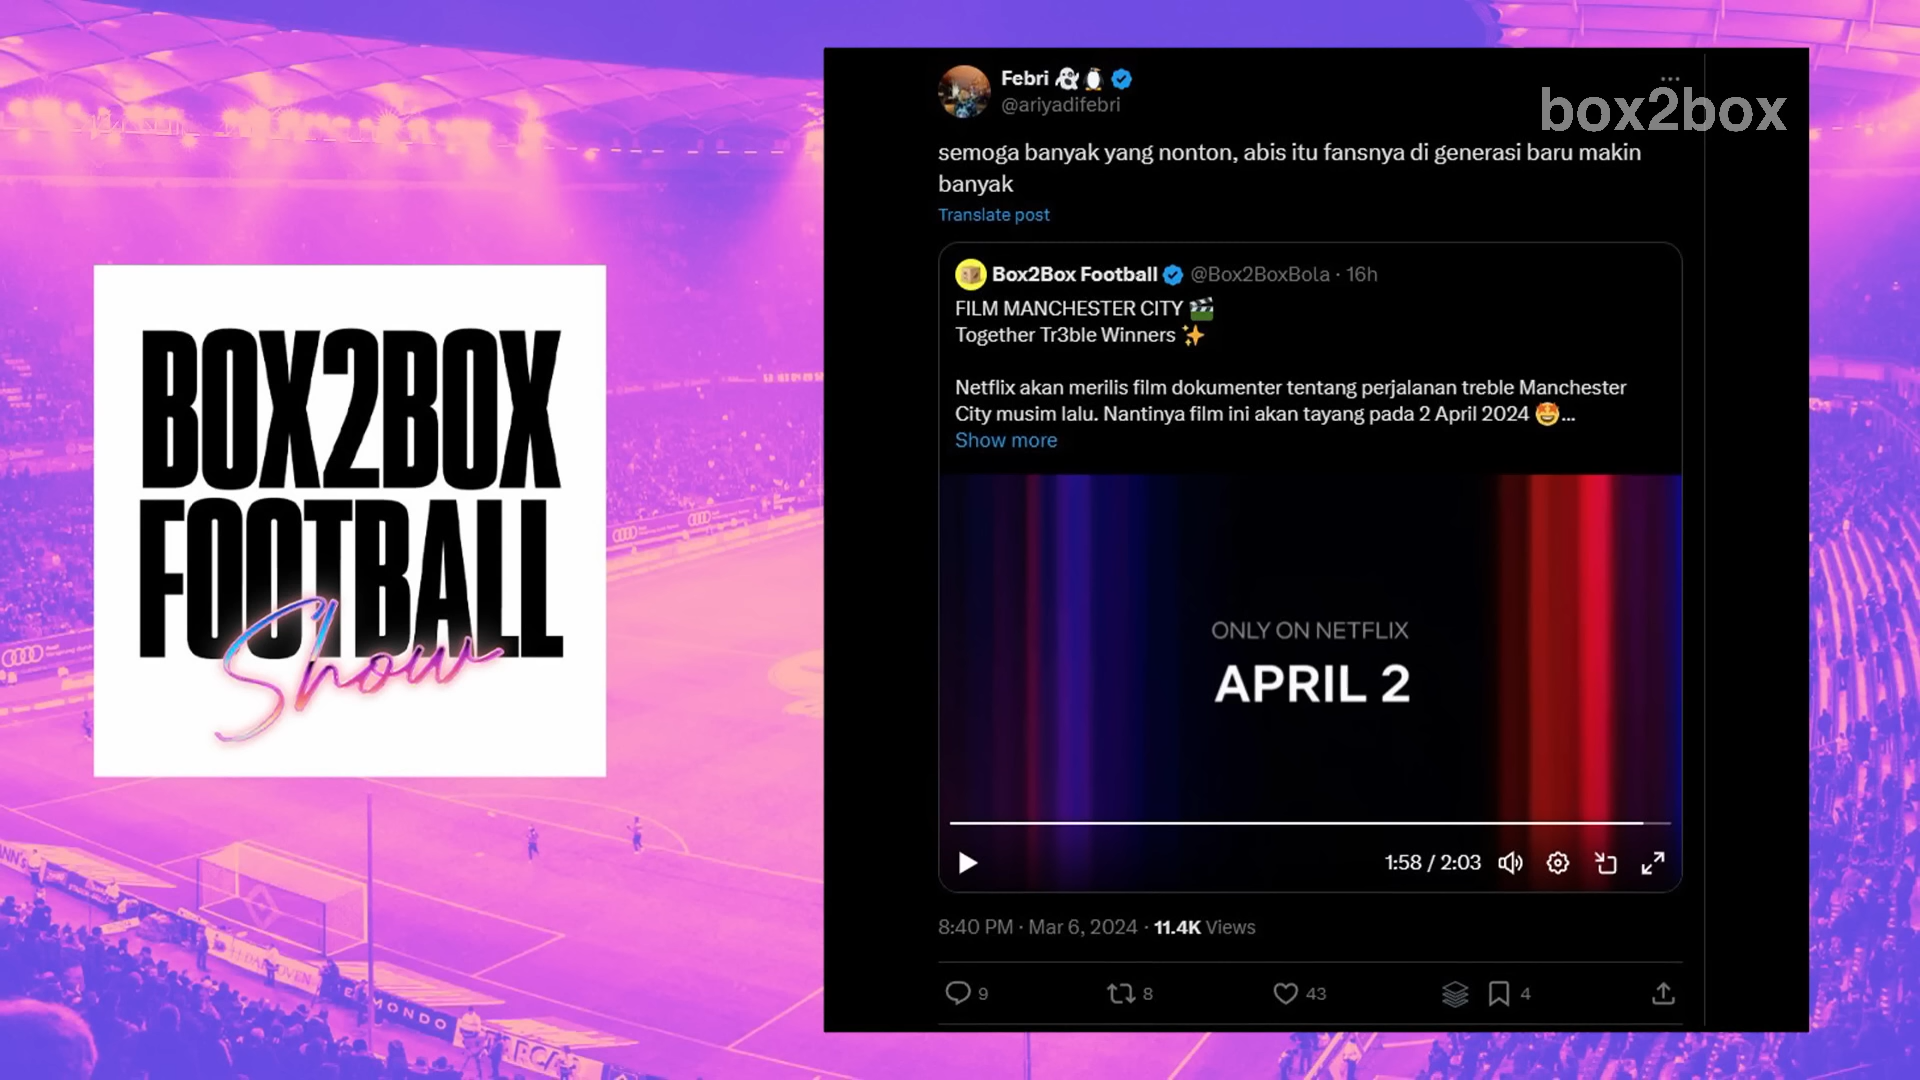 BOX2BOX
FOOTBALL
Show
box2box
Febri
@ariyadifebri
semoga banyak yang nonton, abis itu fansnya di generasi baru makin
banyak
Translate post
Box2Box Football @Box2BoxBola · 16h
FILM MANCHESTER CITY 🎬
Together Tr3ble Winners ✨
Netflix akan merilis film dokumenter tentang perjalanan treble Manchester
City musim lalu. Nantinya film ini akan tayang pada 2 April 2024 🤩...
Show more
ONLY ON NETFLIX
APRIL 2
1:58 / 2:03
8:40 PM · Mar 6, 2024 · 11.4K Views
9 8 43 4